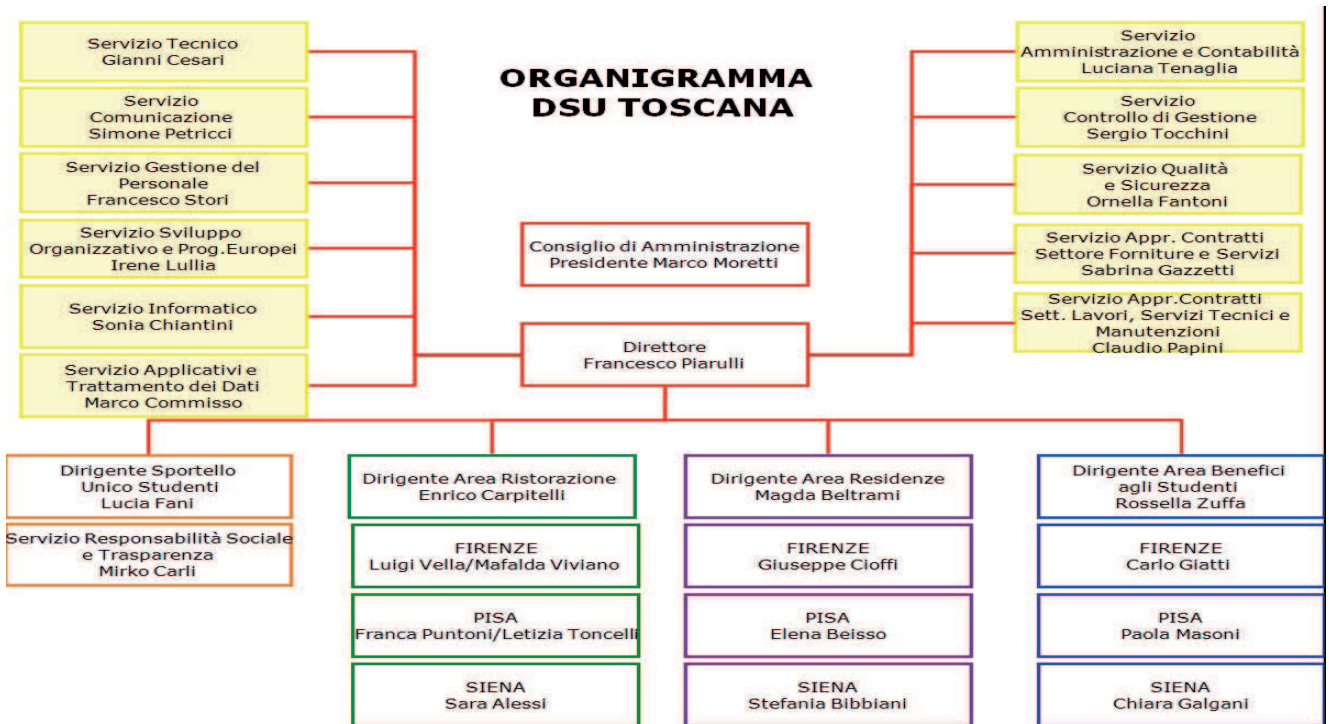 ORGANIGRAMMA
DSU TOSCANA
Servizio Tecnico
Gianni Cesari
Servizio
Comunicazione
Simone Petricci
Servizio Gestione del
Personale
Francesco Stori
Servizio Sviluppo
Organizzativo e Prog.Europei
Irene Lullia
Servizio Informatico
Sonia Chiantini
Servizio Applicativi e
Trattamento dei Dati
Marco Commisso
Servizio
Amministrazione e Contabilità
Luciana Tenaglia
Servizio
Controllo di Gestione
Sergio Tocchini
Servizio Qualità
e Sicurezza
Ornella Fantoni
Servizio Appr. Contratti
Settore Forniture e Servizi
Sabrina Gazzetti
Servizio Appr.Contratti
Sett. Lavori, Servizi Tecnici e
Manutenzioni
Claudio Papini
Consiglio di Amministrazione
Presidente Marco Moretti
Direttore
Francesco Piarulli
Dirigente Sportello
Unico Studenti
Lucia Fani
Servizio Responsabilità Sociale
e Trasparenza
Mirko Carli
Dirigente Area Ristorazione
Enrico Carpitelli
FIRENZE
Luigi Vella/Mafalda Viviano
PISA
Franca Puntoni/Letizia Toncelli
SIENA
Sara Alessi
Dirigente Area Residenze
Magda Beltrami
FIRENZE
Giuseppe Cioffi
PISA
Elena Beisso
SIENA
Stefania Bibbiani
Dirigente Area Benefici
agli Studenti
Rossella Zuffa
FIRENZE
Carlo Giatti
PISA
Paola Masoni
SIENA
Chiara Galgani